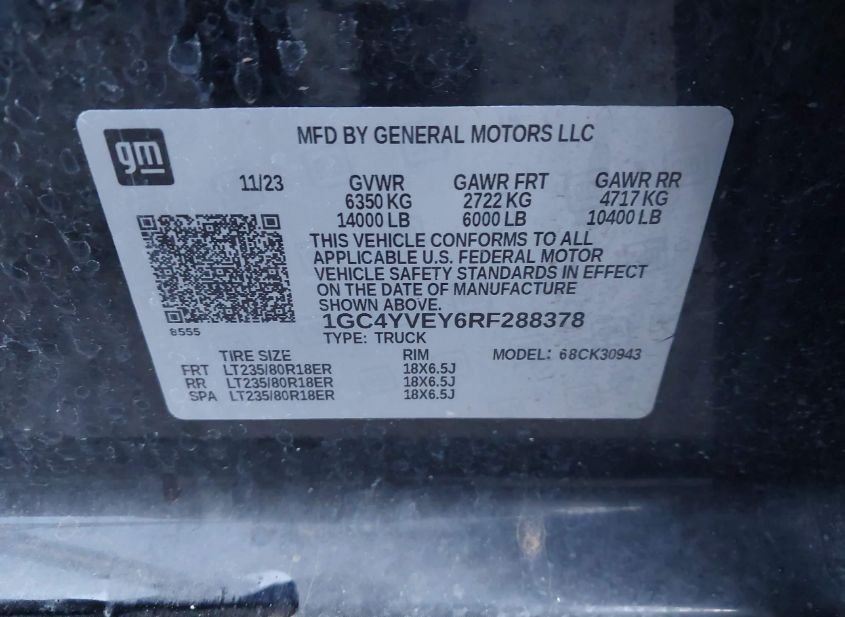 gm
MFD BY GENERAL MOTORS LLC
11/23 GVWR GAWR FRT GAWR RR
6350 KG 2722 KG 4717 KG
14000 LB 6000 LB 10400 LB
THIS VEHICLE CONFORMS TO ALL
APPLICABLE U.S. FEDERAL MOTOR
VEHICLE SAFETY STANDARDS IN EFFECT
ON THE DATE OF MANUFACTURE
SHOWN ABOVE.
8555
1GC4YVEY6RF288378
TYPE: TRUCK
TIRE SIZE RIM MODEL: 68CK30943
FRT LT235/80R18ER 18X6.5J
RR LT235/80R18ER 18X6.5J
SPA LT235/80R18ER 18X6.5J